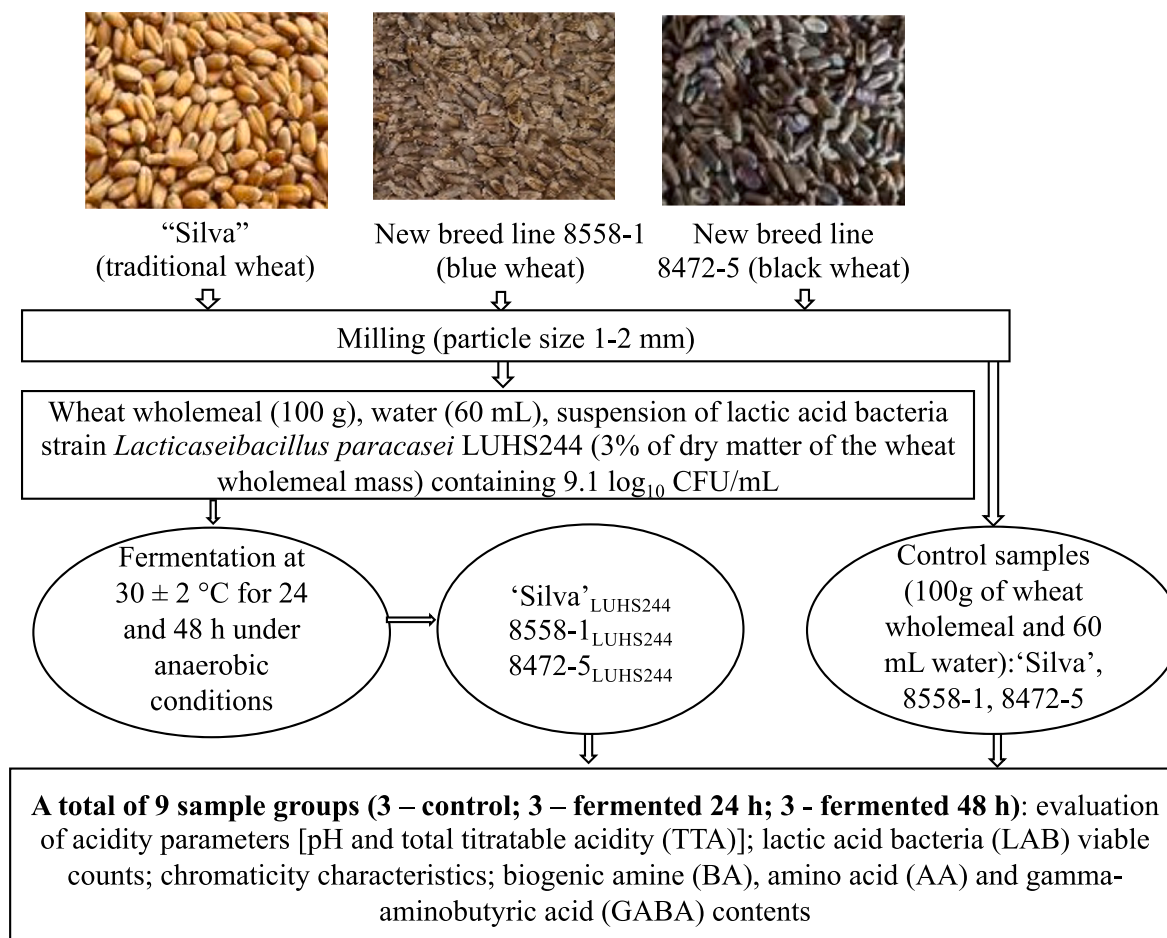 “Silva”
(traditional wheat)
New breed line 8558-1
(blue wheat)
New breed line
8472-5 (black wheat)
Milling (particle size 1-2 mm)
Wheat wholemeal (100 g), water (60 mL), suspension of lactic acid bacteria
strain Lacticaseibacillus paracasei LUHS244 (3% of dry matter of the wheat
wholemeal mass) containing 9.1 log₁₀ CFU/mL
Fermentation at
30 ± 2 °C for 24
and 48 h under
anaerobic
conditions
‘Silva’LUHS244
8558-1LUHS244
8472-5LUHS244
Control samples
(100g of wheat
wholemeal and 60
mL water):‘Silva’,
8558-1, 8472-5
A total of 9 sample groups (3 – control; 3 – fermented 24 h; 3 - fermented 48 h): evaluation
of acidity parameters [pH and total titratable acidity (TTA)]; lactic acid bacteria (LAB) viable
counts; chromaticity characteristics; biogenic amine (BA), amino acid (AA) and gamma-
aminobutyric acid (GABA) contents